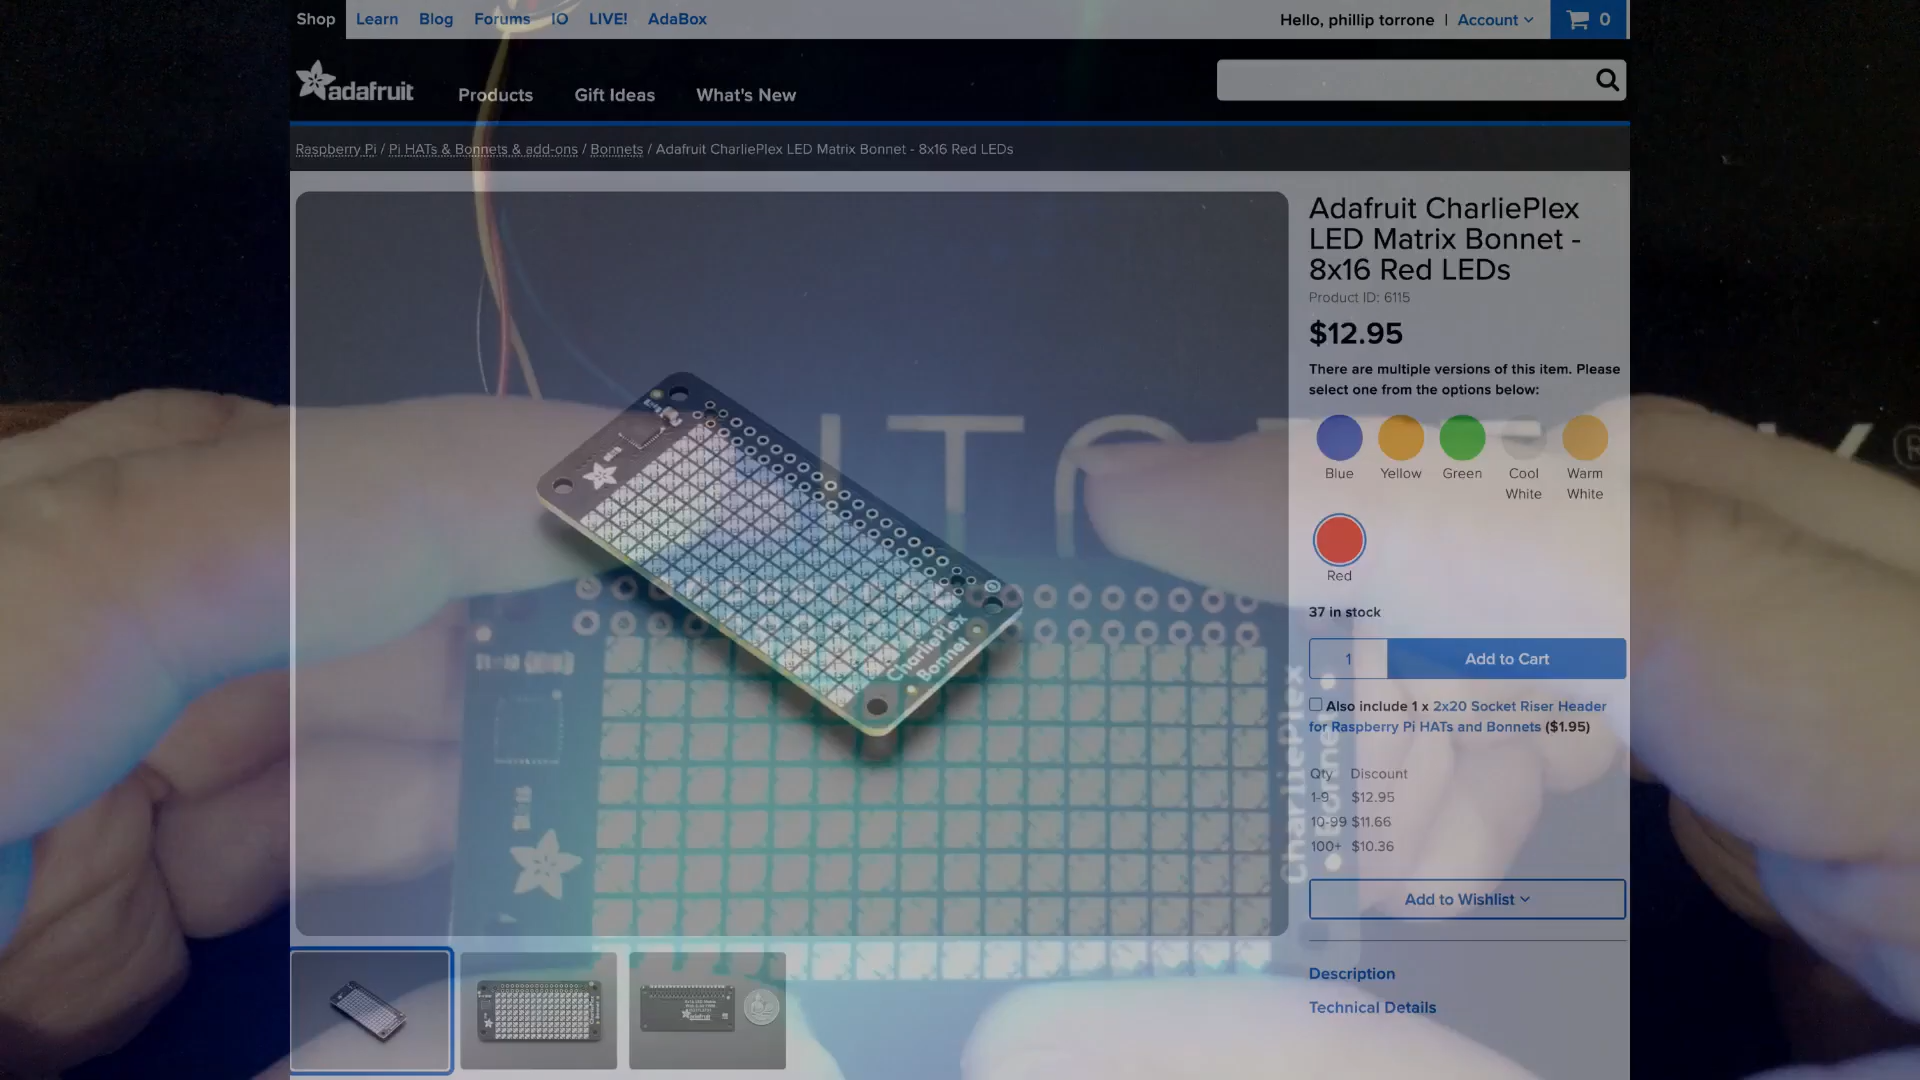 Shop Learn Blog Forums IO LIVE! AdaBox
Hello, phillip torrone | Account
0
adafruit
Products Gift Ideas What's New
Raspberry Pi / Pi HATs & Bonnets & add-ons / Bonnets / Adafruit CharliePlex LED Matrix Bonnet - 8x16 Red LEDs
Adafruit CharliePlex
LED Matrix Bonnet -
8x16 Red LEDs
Product ID: 6115
$12.95
There are multiple versions of this item. Please
select one from the options below:
Blue Yellow Green Cool White Warm White
Red
37 in stock
1 Add to Cart
Also include 1 x 2x20 Socket Riser Header
for Raspberry Pi HATs and Bonnets ($1.95)
Qty Discount
1-9 $12.95
10-99 $11.66
100+ $10.36
Add to Wishlist
Description
Technical Details
CharliePlex
Bonnet
CharliePlex
Bonnet
adafruit